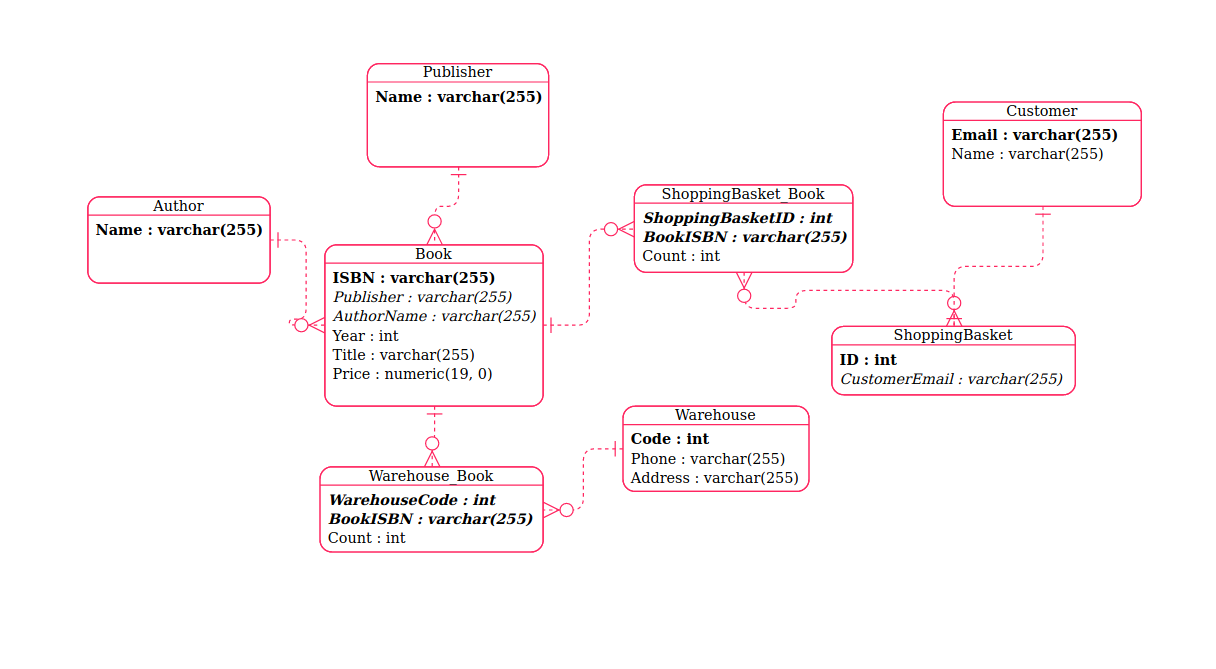 Publisher
Name : varchar(255)
Customer
Email : varchar(255)
Name : varchar(255)
Author
Name : varchar(255)
ShoppingBasket_Book
ShoppingBasketID : int
BookISBN : varchar(255)
Count : int
Book
ISBN : varchar(255)
Publisher : varchar(255)
AuthorName : varchar(255)
Year : int
Title : varchar(255)
Price : numeric(19, 0)
ShoppingBasket
ID : int
CustomerEmail : varchar(255)
Warehouse
Code : int
Phone : varchar(255)
Address : varchar(255)
Warehouse_Book
WarehouseCode : int
BookISBN : varchar(255)
Count : int